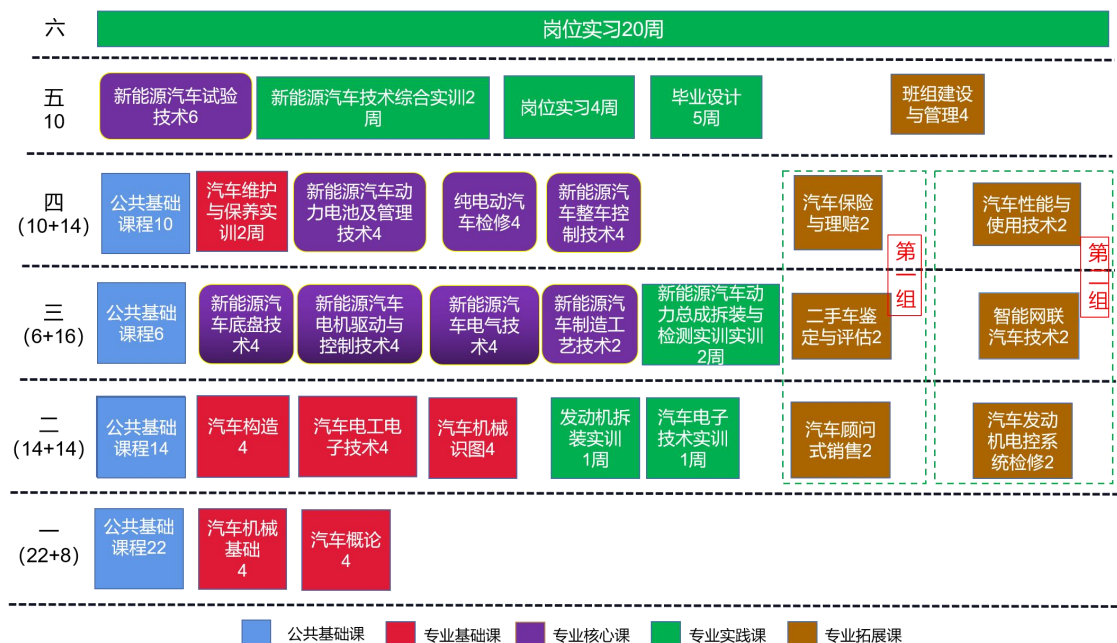 六
岗位实习20周
五
10
新能源汽车试验
技术6
新能源汽车技术综合实训2
周
岗位实习4周
毕业设计
5周
班组建设
与管理4
四
(10+14)
公共基础
课程10
汽车维护
与保养实
训2周
新能源汽车动
力电池及管理
技术4
纯电动汽
车检修4
新能源汽
车整车控
制技术4
汽车保险
与理赔2
汽车性能与
使用技术2
第
一
组
第
二
组
三
(6+16)
公共基础
课程6
新能源汽
车底盘技
术4
新能源汽车
电机驱动与
控制技术4
新能源汽
车电气技
术4
新能源汽
车制造工
艺技术2
新能源汽车动
力总成拆装与
检测实训实训
2周
二手车鉴
定与评估2
智能网联
汽车技术2
二
(14+14)
公共基础
课程14
汽车构造
4
汽车电工电
子技术4
汽车机械
识图4
发动机拆
装实训
1周
汽车电子
技术实训
1周
汽车顾问
式销售2
汽车发动
机电控系
统检修2
一
(22+8)
公共基础
课程22
汽车机械
基础
4
汽车概论
4
公共基础课
专业基础课
专业核心课
专业实践课
专业拓展课